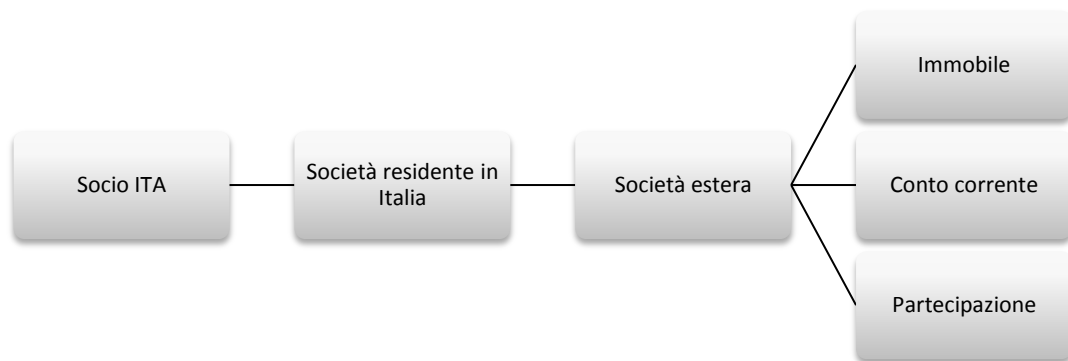 Socio ITA
Società residente in
Italia
Società estera
Immobile
Conto corrente
Partecipazione